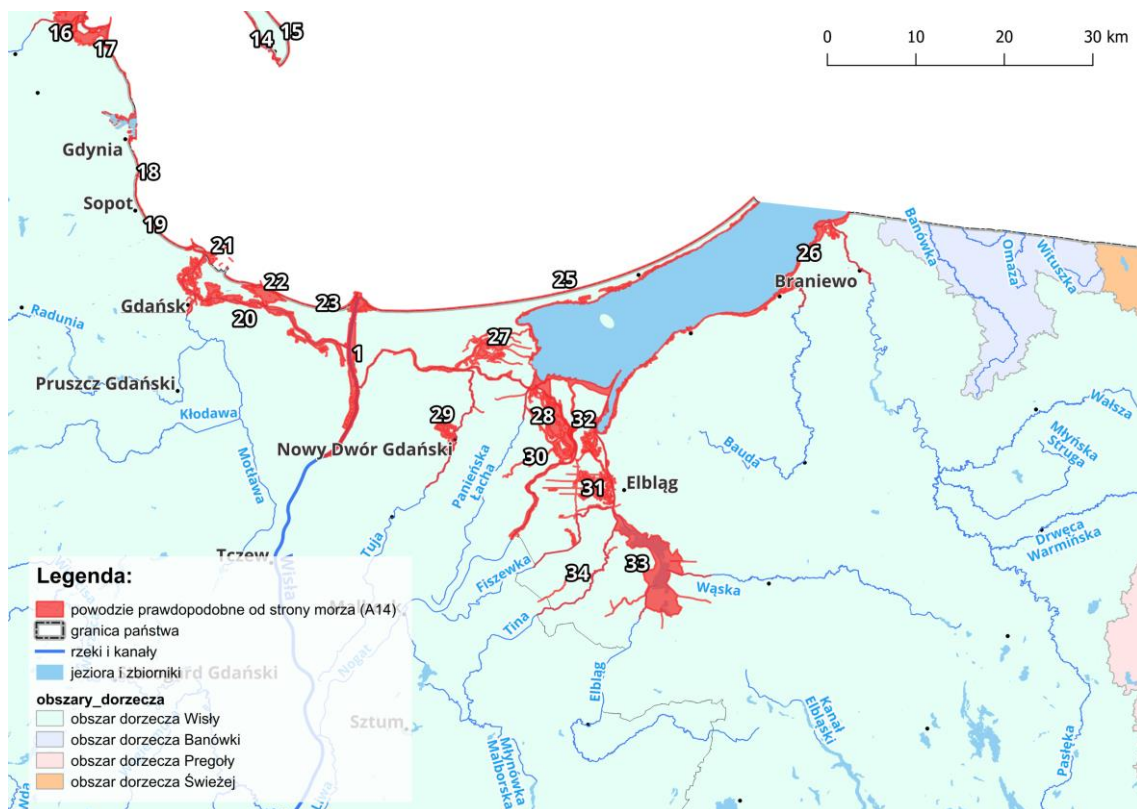 16
17
14
15
0 10 20 30 km
Gdynia
18
Sopot
19
21
Banówka
Omaza
Wituszka
25
26
Braniewo
22
23
Gdańsk
20
Radunia
1
27
Pruszcz Gdański
Kłodawa
29
28
32
Wałsza
Młyńska
Struga
Nowy Dwór Gdański
30
Panieńska
Łacha
Bauda
Motława
31
Elbląg
Drwęca
Warmińska
Tuja
Tczew
Wisła
Fiszewka
34
33
Wąska
Tina
Nogat
Elbląg
Sztum
Kanał
Elbląski
Pasłęka
Młynówka
Malborska
Liwa
Wda
Legenda:
powodzie prawdopodobne od strony morza (A14)
granica państwa
rzeki i kanały
jeziora i zbiorniki
obszary_dorzecza
obszar dorzecza Wisły
obszar dorzecza Banówki
obszar dorzecza Pregoły
obszar dorzecza Świeżej